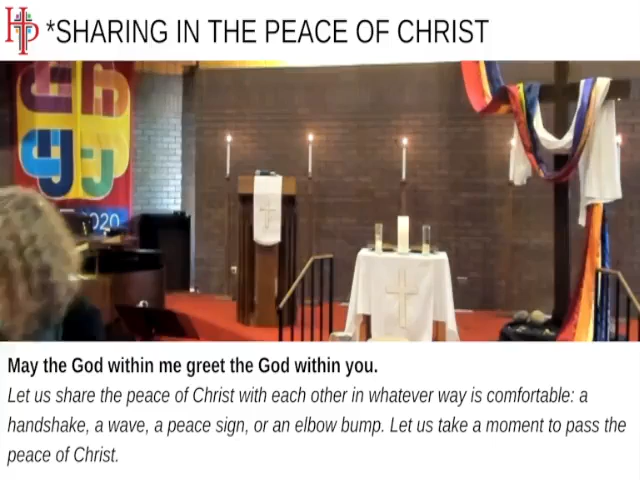 *SHARING IN THE PEACE OF CHRIST
2020
May the God within me greet the God within you.
Let us share the peace of Christ with each other in whatever way is comfortable: a
handshake, a wave, a peace sign, or an elbow bump. Let us take a moment to pass the
peace of Christ.